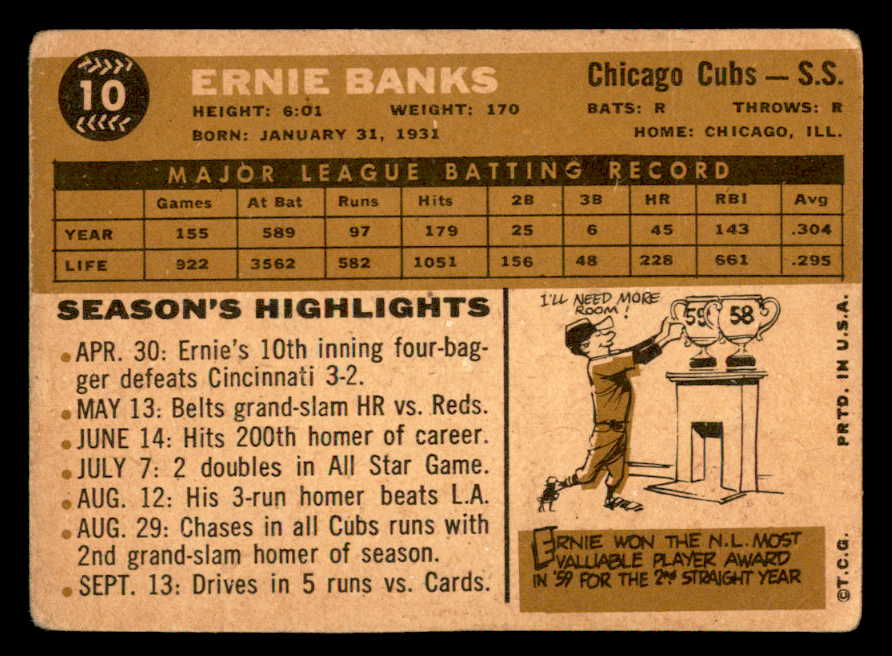 10
ERNIE BANKS
Chicago Cubs — S.S.
HEIGHT: 6:01 WEIGHT: 170 BATS: R THROWS: R
BORN: JANUARY 31, 1931 HOME: CHICAGO, ILL.
MAJOR LEAGUE BATTING RECORD
Games At Bat Runs Hits 2B 3B HR RBI Avg
YEAR 155 589 97 179 25 6 45 143 .304
LIFE 922 3562 582 1051 156 48 228 661 .295
SEASON'S HIGHLIGHTS
• APR. 30: Ernie's 10th inning four-bag-
ger defeats Cincinnati 3-2.
• MAY 13: Belts grand-slam HR vs. Reds.
• JUNE 14: Hits 200th homer of career.
• JULY 7: 2 doubles in All Star Game.
• AUG. 12: His 3-run homer beats L.A.
• AUG. 29: Chases in all Cubs runs with
2nd grand-slam homer of season.
• SEPT. 13: Drives in 5 runs vs. Cards.
I'LL NEED MORE
ROOM!
59 58
ERNIE WON THE N.L. MOST
VALUABLE PLAYER AWARD
IN '59 FOR THE 2nd STRAIGHT YEAR
©T.C.G. PRTD. IN U.S.A.